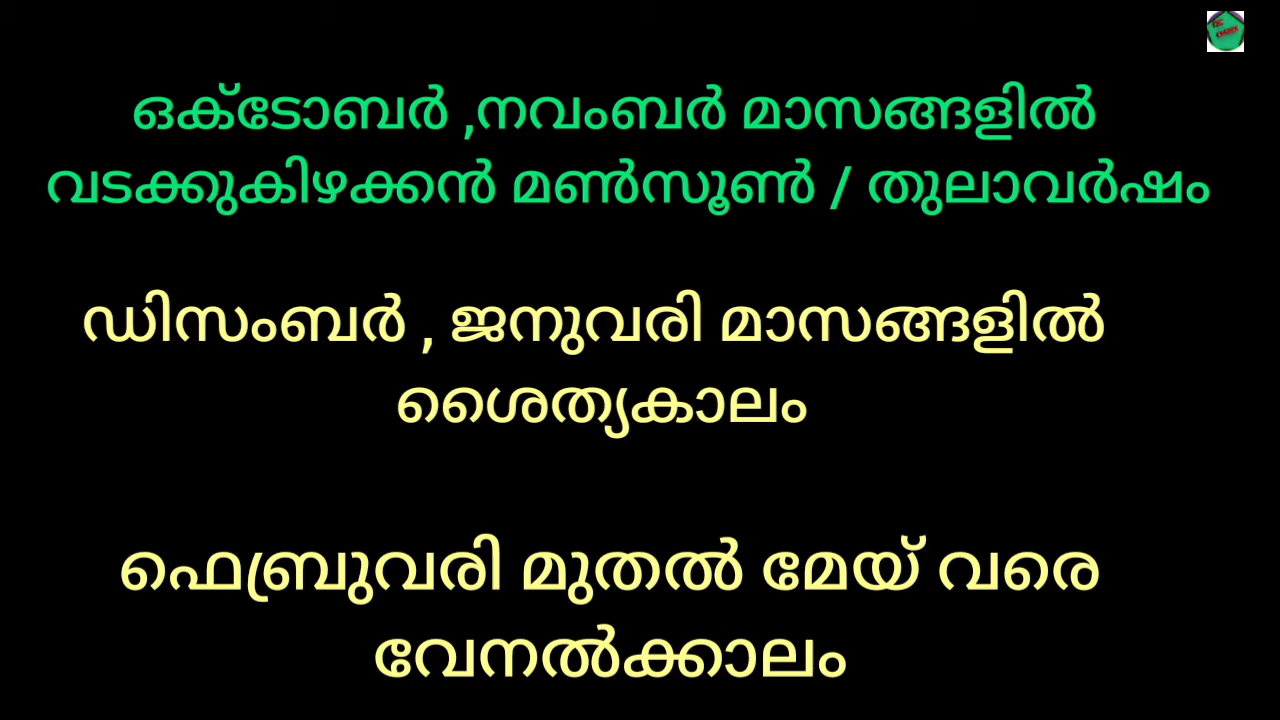 ഒക്ടോബർ ,നവംബർ മാസങ്ങളിൽ
വടക്കുകിഴക്കൻ മൺസൂൺ / തുലാവർഷം
ഡിസംബർ , ജനുവരി മാസങ്ങളിൽ
ശൈത്യകാലം
ഫെബ്രുവരി മുതൽ മേയ് വരെ
വേനൽക്കാലം